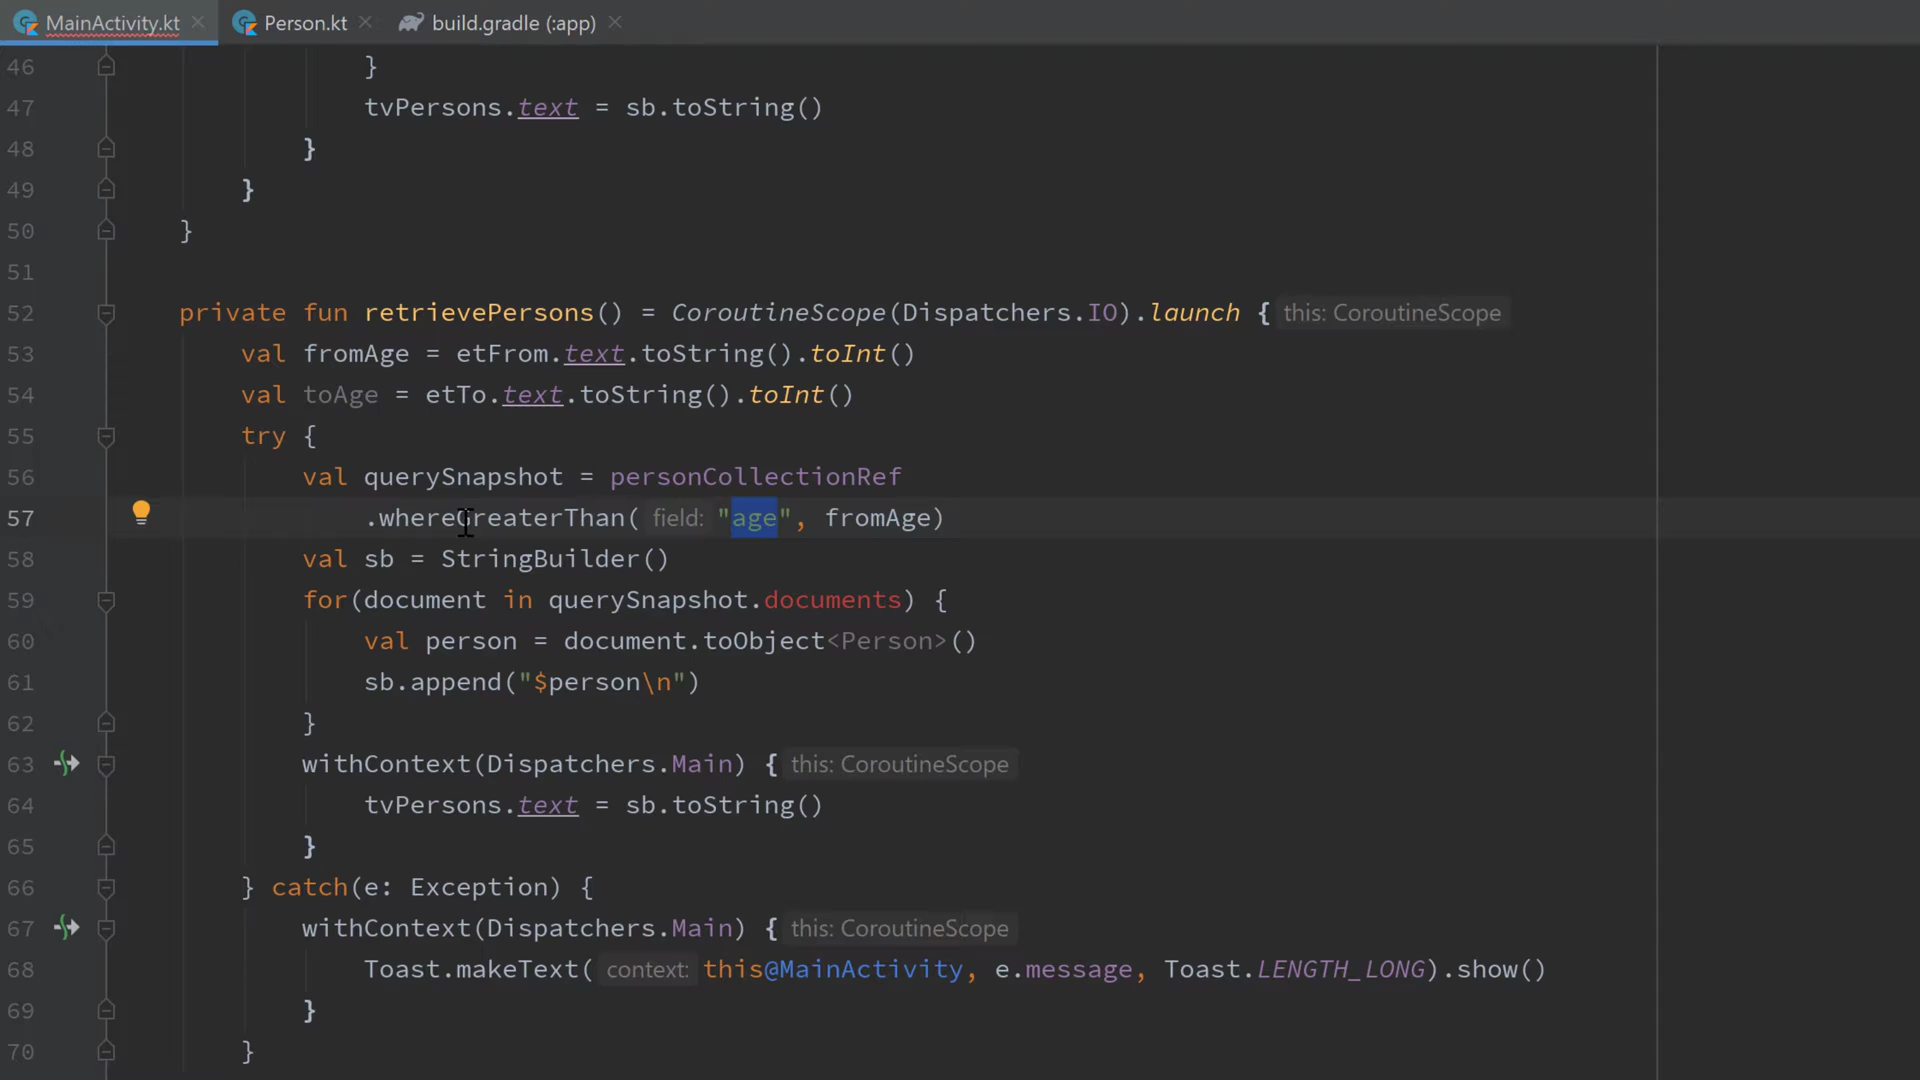 MainActivity.kt Person.kt build.gradle (:app)
46 }
47 tvPersons.text = sb.toString()
48 }
49 }
50 }
51
52 private fun retrievePersons() = CoroutineScope(Dispatchers.IO).launch { this: CoroutineScope
53 val fromAge = etFrom.text.toString().toInt()
54 val toAge = etTo.text.toString().toInt()
55 try {
56 val querySnapshot = personCollectionRef
57 .whereGreaterThan( field: "age", fromAge)
58 val sb = StringBuilder()
59 for(document in querySnapshot.documents) {
60 val person = document.toObject<Person>()
61 sb.append("$person\n")
62 }
63 withContext(Dispatchers.Main) { this: CoroutineScope
64 tvPersons.text = sb.toString()
65 }
66 } catch(e: Exception) {
67 withContext(Dispatchers.Main) { this: CoroutineScope
68 Toast.makeText( context: this@MainActivity, e.message, Toast.LENGTH_LONG).show()
69 }
70 }